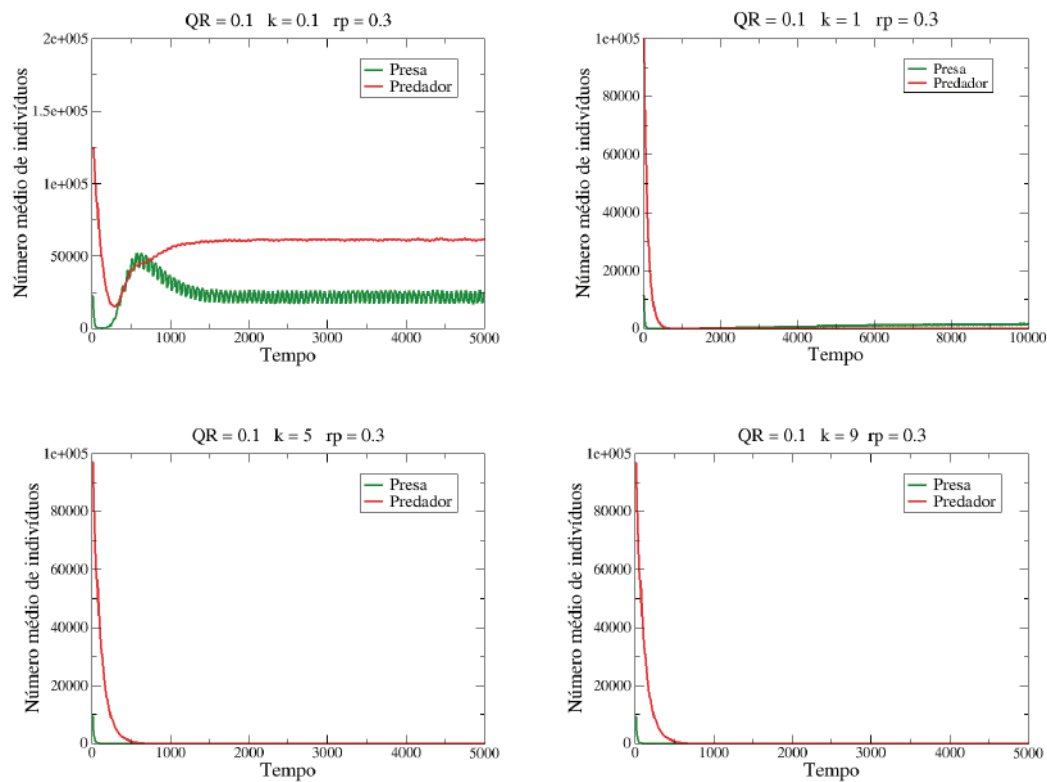 QR = 0.1 k = 0.1 rp = 0.3
Número médio de indivíduos
2e+005
1.5e+005
1e+005
50000
0
Presa
Predador
0 1000 2000 3000 4000 5000
Tempo
QR = 0.1 k = 1 rp = 0.3
Número médio de indivíduos
1e+005
80000
60000
40000
20000
0
Presa
Predador
0 2000 4000 6000 8000 10000
Tempo
QR = 0.1 k = 5 rp = 0.3
Número médio de indivíduos
1e+005
80000
60000
40000
20000
0
Presa
Predador
0 1000 2000 3000 4000 5000
Tempo
QR = 0.1 k = 9 rp = 0.3
Número médio de indivíduos
1e+005
80000
60000
40000
20000
0
Presa
Predador
0 1000 2000 3000 4000 5000
Tempo